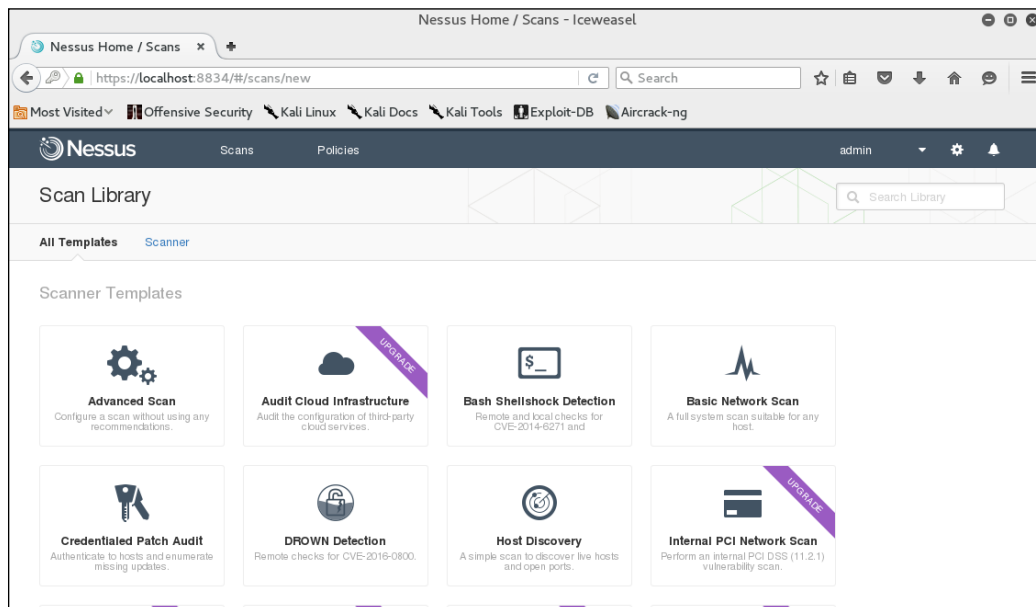 Nessus Home / Scans - Iceweasel
Nessus Home / Scans
https://localhost:8834/#/scans/new
Search
Most Visited
Offensive Security
Kali Linux
Kali Docs
Kali Tools
Exploit-DB
Aircrack-ng
Nessus
Scans
Policies
admin
Scan Library
Search Library
All Templates
Scanner
Scanner Templates
UPGRADE
$_
Advanced Scan
Configure a scan without using any
recommendations.
Audit Cloud Infrastructure
Audit the configuration of third-party
cloud services.
Bash Shellshock Detection
Remote and local checks for
CVE-2014-6271 and
Basic Network Scan
A full system scan suitable for any
host.
UPGRADE
Credentialed Patch Audit
Authenticate to hosts and enumerate
missing updates.
DROWN Detection
Remote checks for CVE-2016-0800.
Host Discovery
A simple scan to discover live hosts
and open ports.
Internal PCI Network Scan
Perform an internal PCI DSS (11.2.1)
vulnerability scan.